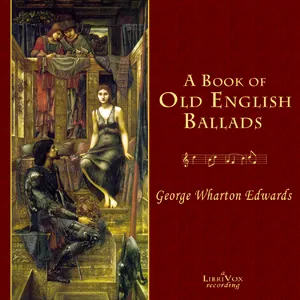 A Book of
Old English
Ballads
George Wharton Edwards
a
LibriVox
recording